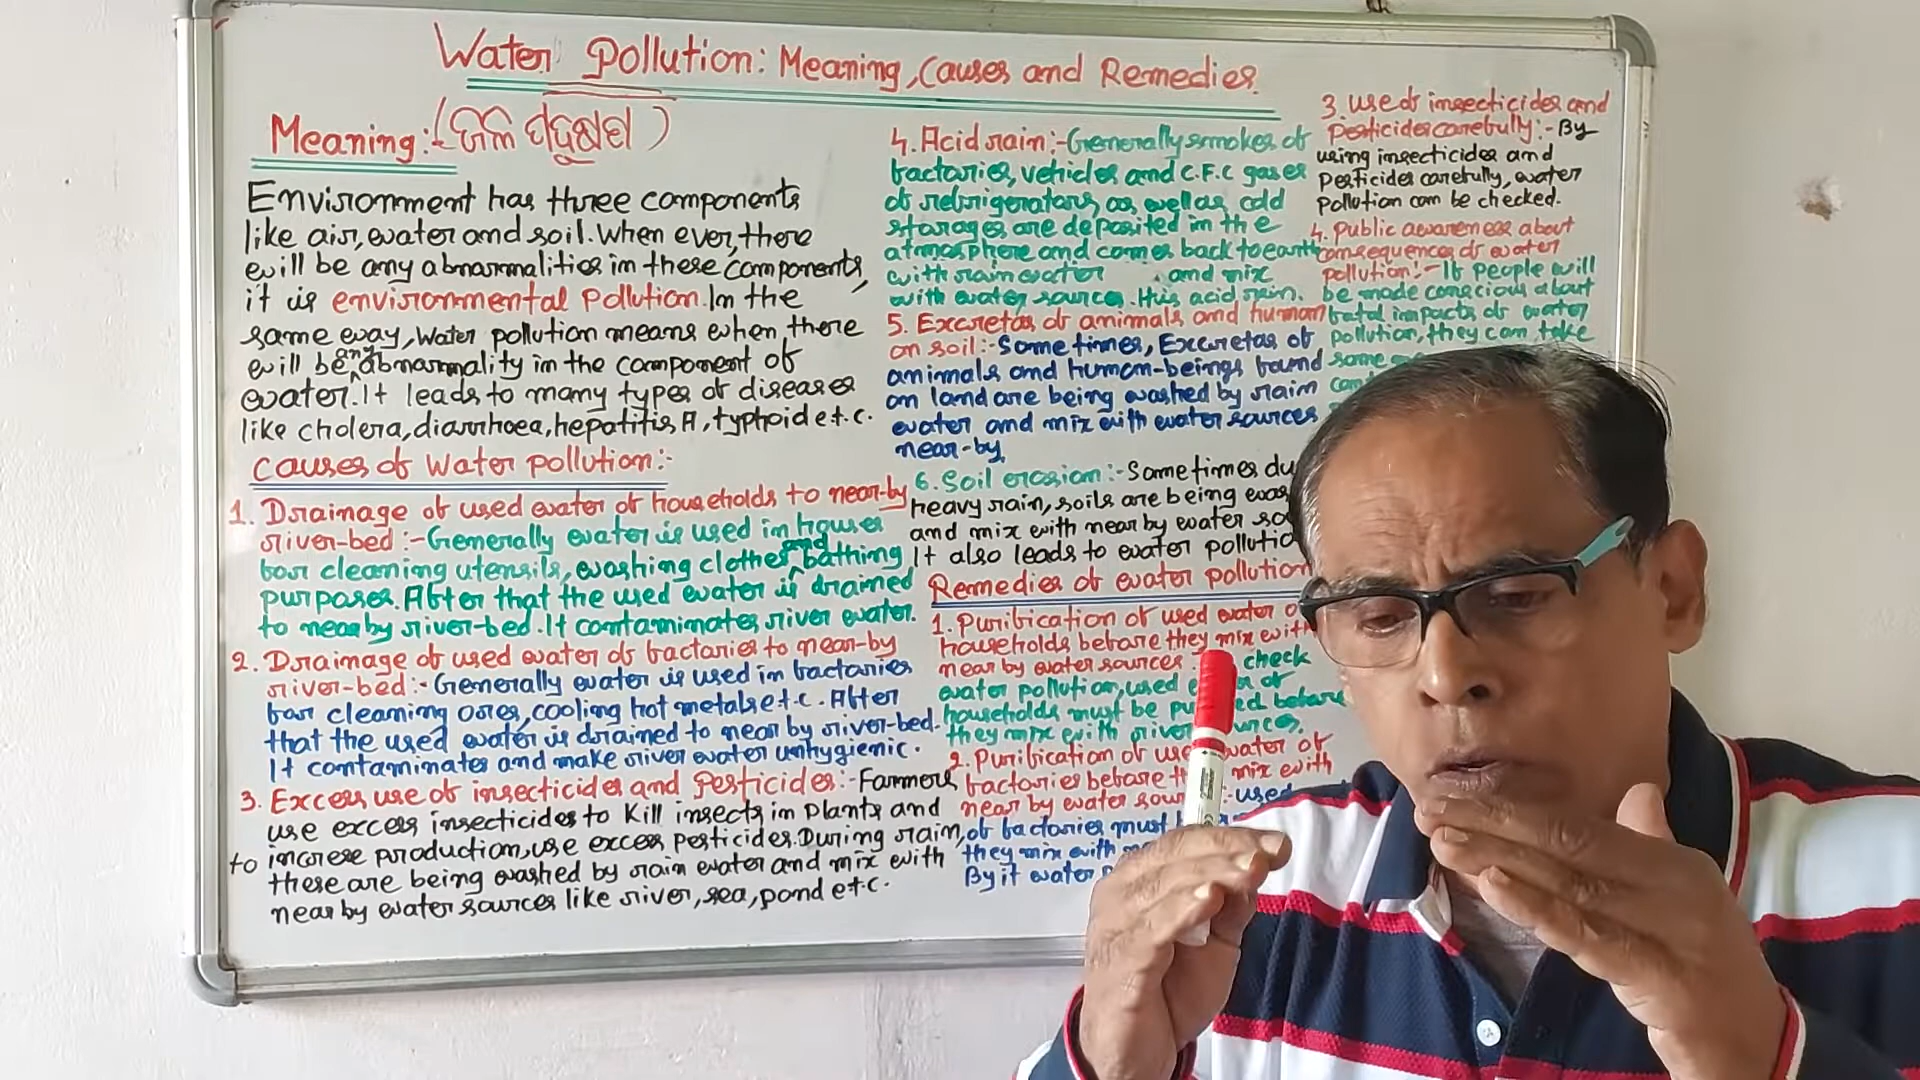 Water Pollution: Meaning, Causes and Remedies.
Meaning:-(ଜଳ ପ୍ରଦୂଷଣ)
Environment has three components
like air, water and soil. When ever, there
will be any abnormalities in these components,
it is environmental pollution. In the
same way, Water pollution means when there
will be any abnormality in the component of
water. It leads to many types of diseases
like cholera, diarrhoea, hepatitis A, typhoid e.t.c.
Causes of Water pollution:-
1. Drainage of used water of households to near-by
river-bed:-Generally water is used in houses
for cleaning utensils, washing clothes and bathing
purposes. After that the used water is drained
to near by river-bed. It contaminates river water.
2. Drainage of used water of factories to near-by
river-bed:-Generally water is used in factories
for cleaning ores, cooling hot metals e.t.c. After
that the used water is drained to near by river-bed.
It contaminates and make river water unhygienic.
3. Excess use of insecticides and Pesticides:-Farmers
use excess insecticides to Kill insects in Plants and
to increse production, use excess pesticides. During rain,
these are being washed by rain water and mix with
near by water sources like river, sea, pond e.t.c.
4. Acid rain:-Generally smokes of
factories, vehicles and C.F.C gases
of refrigerators, as well as, cold
storages are deposited in the
atmosphere and comes back to earth
with rain water and mix
with water sources. It is acid rain.
5. Excretas of animals and human
on soil:-Sometimes, Excretas of
animals and human-beings found
on land are being washed by rain
water and mix with water sources
near-by.
6. Soil erosion:-Sometimes
heavy rain, soils are being
and mix with near by water
It also leads to water
Remedies of water pollution
1. Purification of used water
households before they mix with
near by water sources check
water pollution, used of
households must be before
they mix with river
2. Purification of water of
factories before mix with
near by water :-used
of factories must
they mix with
By it water
3. Use of insecticides and
Pesticides carefully:-By
using insecticides and
Pesticides carefully, water
pollution can be checked.
4. Public awareness about
consequences of water
pollution:-If people will
be made conscious about
fatal impacts of water
pollution, they can take
some